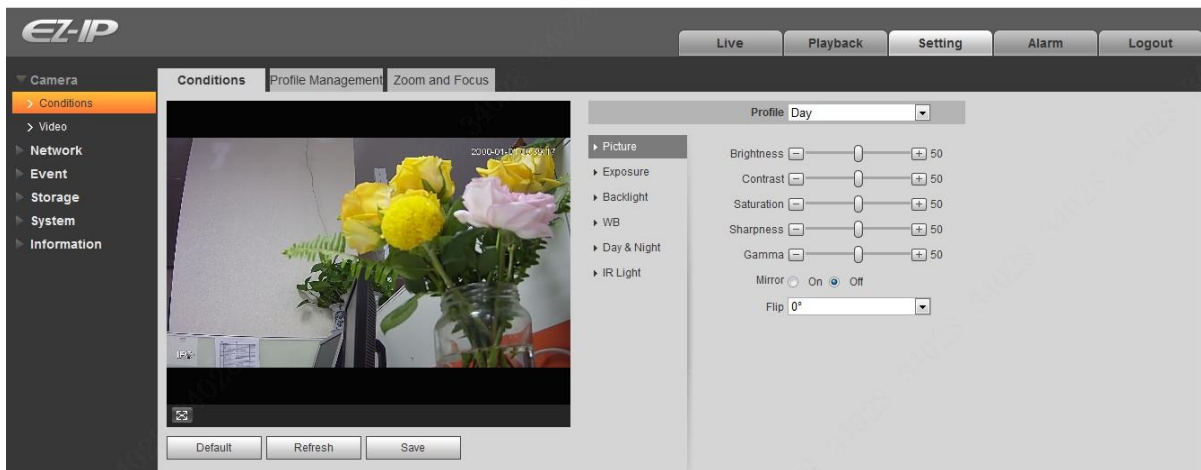 EZ-IP
Live
Playback
Setting
Alarm
Logout
Camera
Conditions
Video
Network
Event
Storage
System
Information
Conditions
Profile Management
Zoom and Focus
IPC
Default
Refresh
Save
Profile Day
Picture
Exposure
Backlight
WB
Day & Night
IR Light
Brightness 50
Contrast 50
Saturation 50
Sharpness 50
Gamma 50
Mirror On Off
Flip 0°